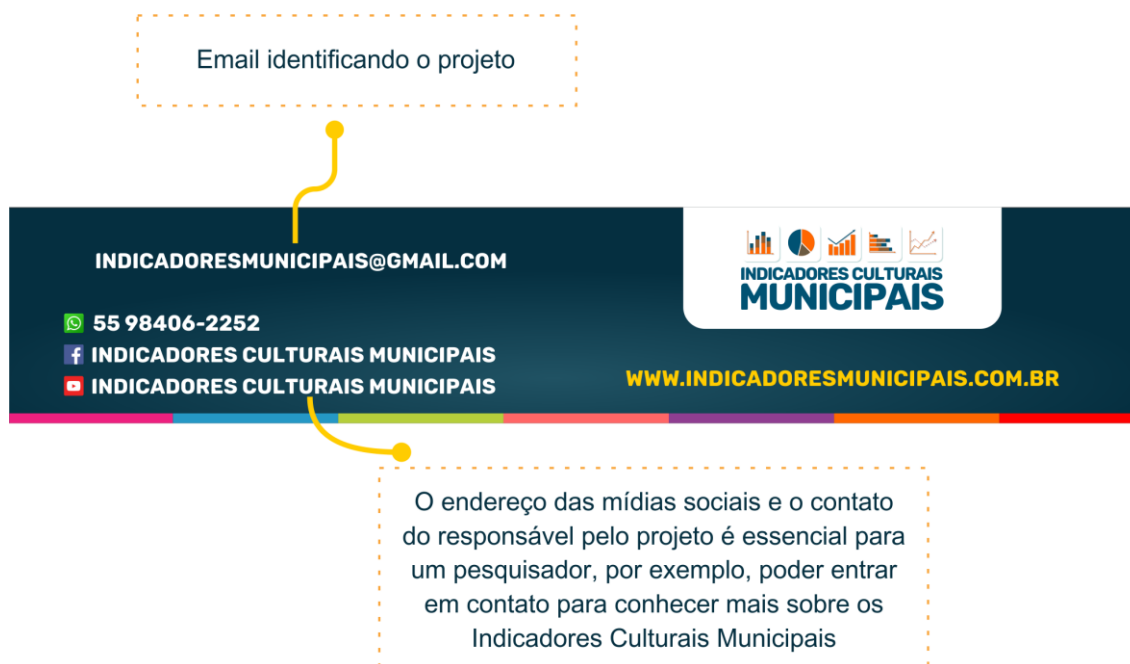 Email identificando o projeto
INDICADORESMUNICIPAIS@GMAIL.COM
55 98406-2252
INDICADORES CULTURAIS MUNICIPAIS
INDICADORES CULTURAIS MUNICIPAIS
INDICADORES CULTURAIS
MUNICIPAIS
WWW.INDICADORESMUNICIPAIS.COM.BR
O endereço das mídias sociais e o contato
do responsável pelo projeto é essencial para
um pesquisador, por exemplo, poder entrar
em contato para conhecer mais sobre os
Indicadores Culturais Municipais